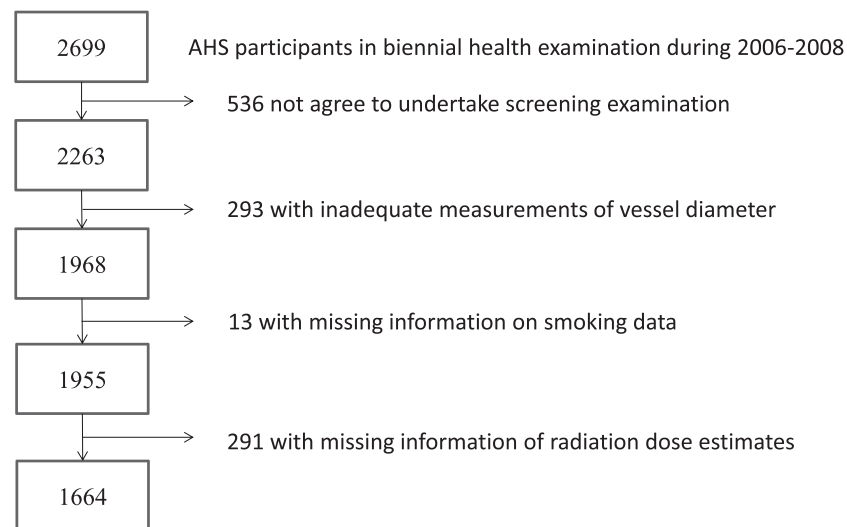 2699 AHS participants in biennial health examination during 2006-2008
536 not agree to undertake screening examination
2263
293 with inadequate measurements of vessel diameter
1968
13 with missing information on smoking data
1955
291 with missing information of radiation dose estimates
1664